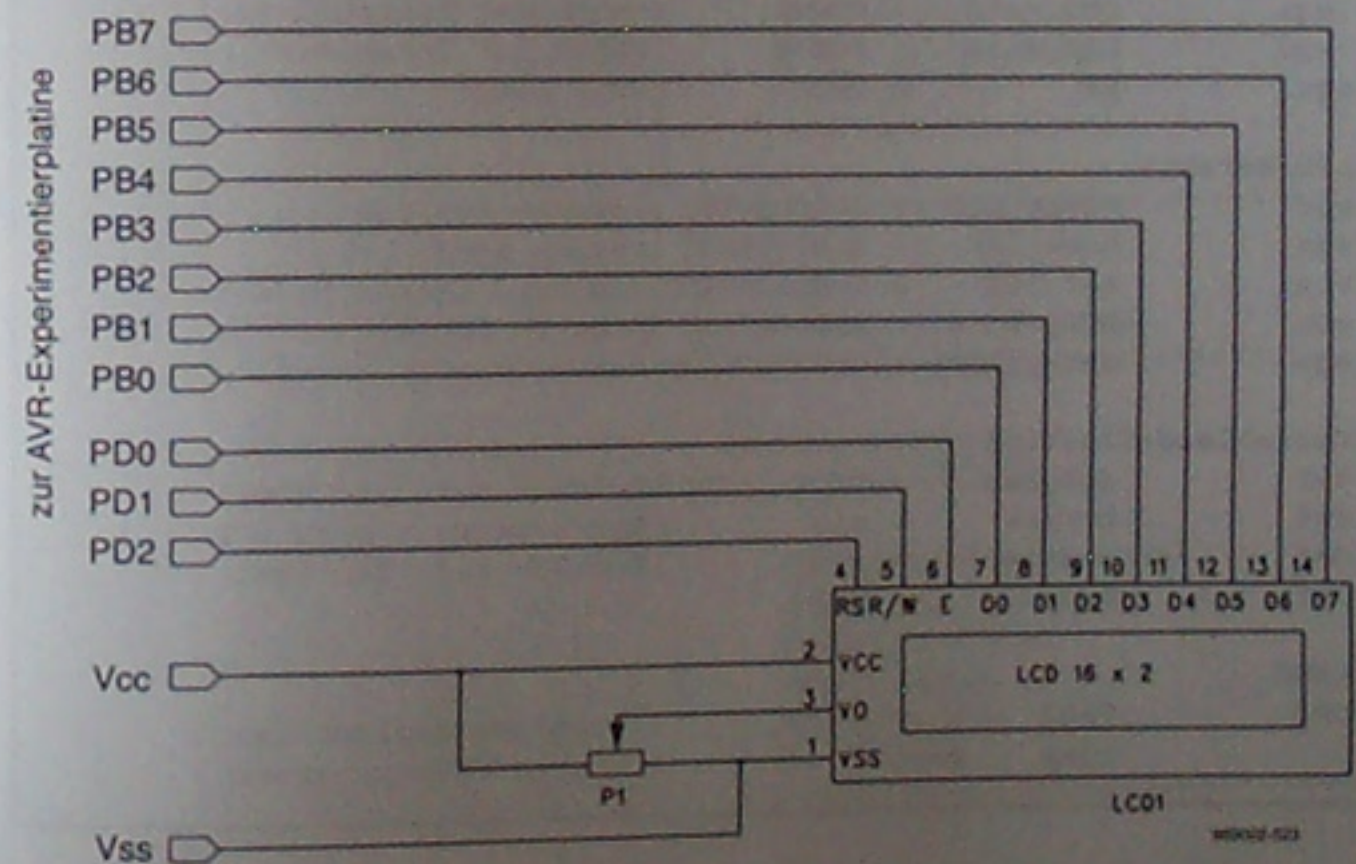 zur AVR-Experimentierplatine
PB7
PB6
PB5
PB4
PB3
PB2
PB1
PB0
PD0
PD1
PD2
4 5 6 7 8 9 10 11 12 13 14
RS R/W E D0 D1 D2 D3 D4 D5 D6 D7
Vcc
2 VCC
LCD 16 x 2
3 VO
1 VSS
P1
LCD1
Vss